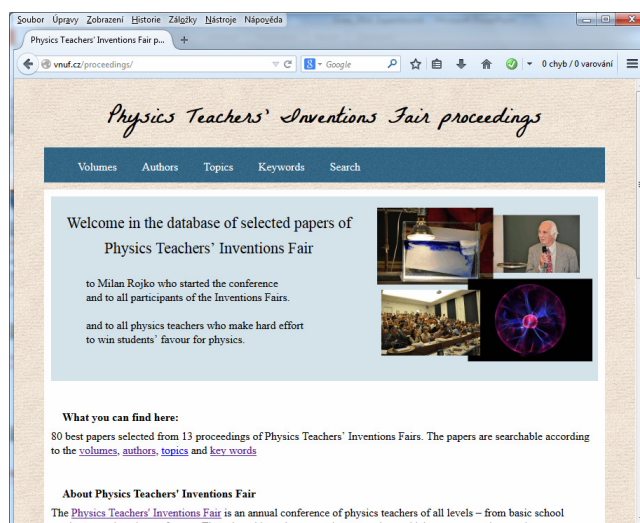 Soubor Úpravy Zobrazení Historie Záložky Nástroje Nápověda
Physics Teachers' Inventions Fair p...
vnuf.cz/proceedings/
Google
0 chyb / 0 varování
Physics Teachers' Inventions Fair proceedings
Volumes Authors Topics Keywords Search
Welcome in the database of selected papers of
Physics Teachers' Inventions Fair
to Milan Rojko who started the conference
and to all participants of the Inventions Fairs.
and to all physics teachers who make hard effort
to win students' favour for physics.
What you can find here:
80 best papers selected from 13 proceedings of Physics Teachers' Inventions Fairs. The papers are searchable according
to the volumes, authors, topics and key words
About Physics Teachers' Inventions Fair
The Physics Teachers' Inventions Fair is an annual conference of physics teachers of all levels – from basic school